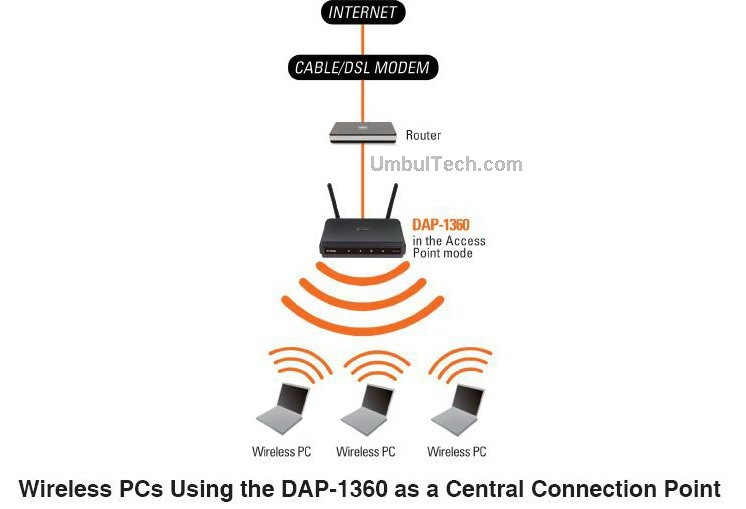 INTERNET
CABLE/DSL MODEM
Router
UmbulTech.com
DAP-1360
in the Access
Point mode
Wireless PC
Wireless PC
Wireless PC
Wireless PCs Using the DAP-1360 as a Central Connection Point